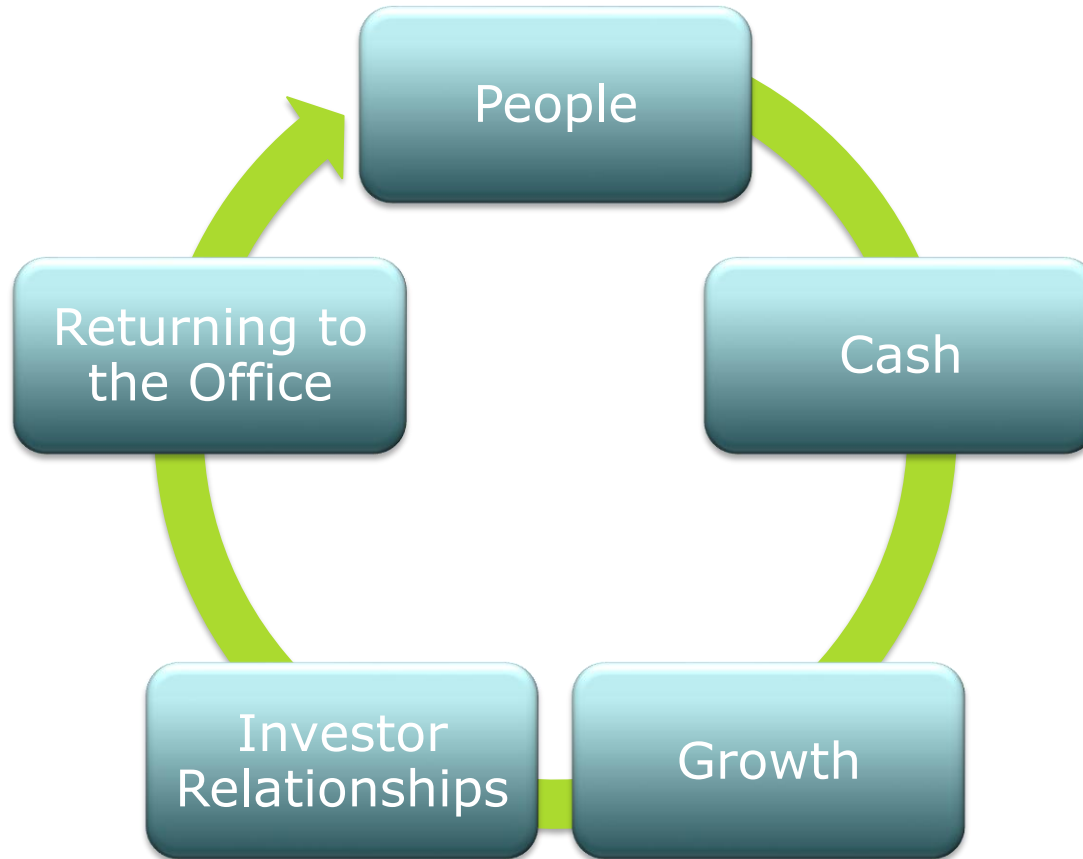 People
Cash
Growth
Investor
Relationships
Returning to
the Office